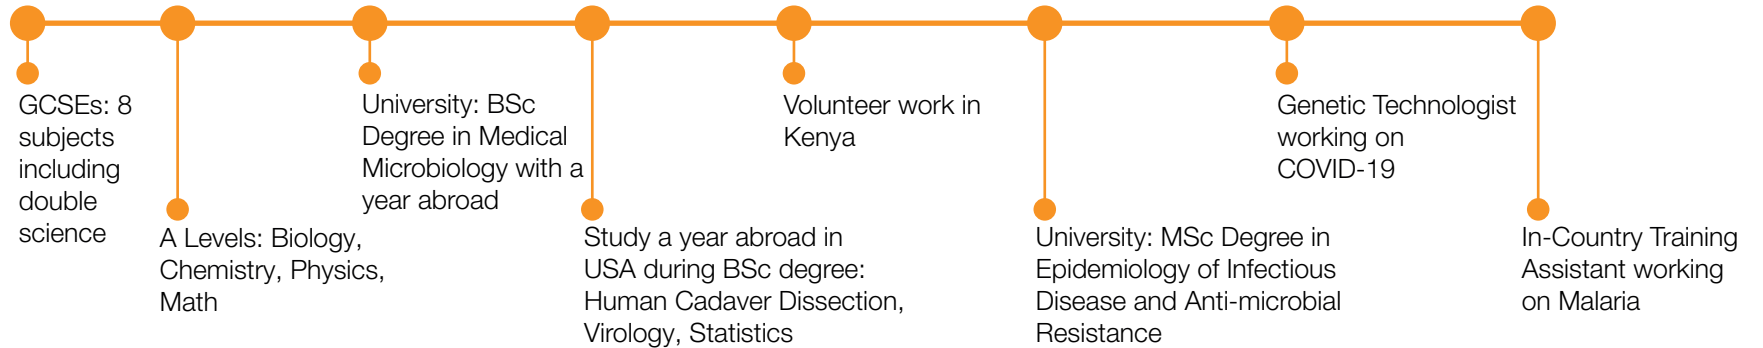 GCSEs: 8
subjects
including
double
science
A Levels: Biology,
Chemistry, Physics,
Math
University: BSc
Degree in Medical
Microbiology with a
year abroad
Study a year abroad in
USA during BSc degree:
Human Cadaver Dissection,
Virology, Statistics
Volunteer work in
Kenya
University: MSc Degree in
Epidemiology of Infectious
Disease and Anti-microbial
Resistance
Genetic Technologist
working on
COVID-19
In-Country Training
Assistant working
on Malaria